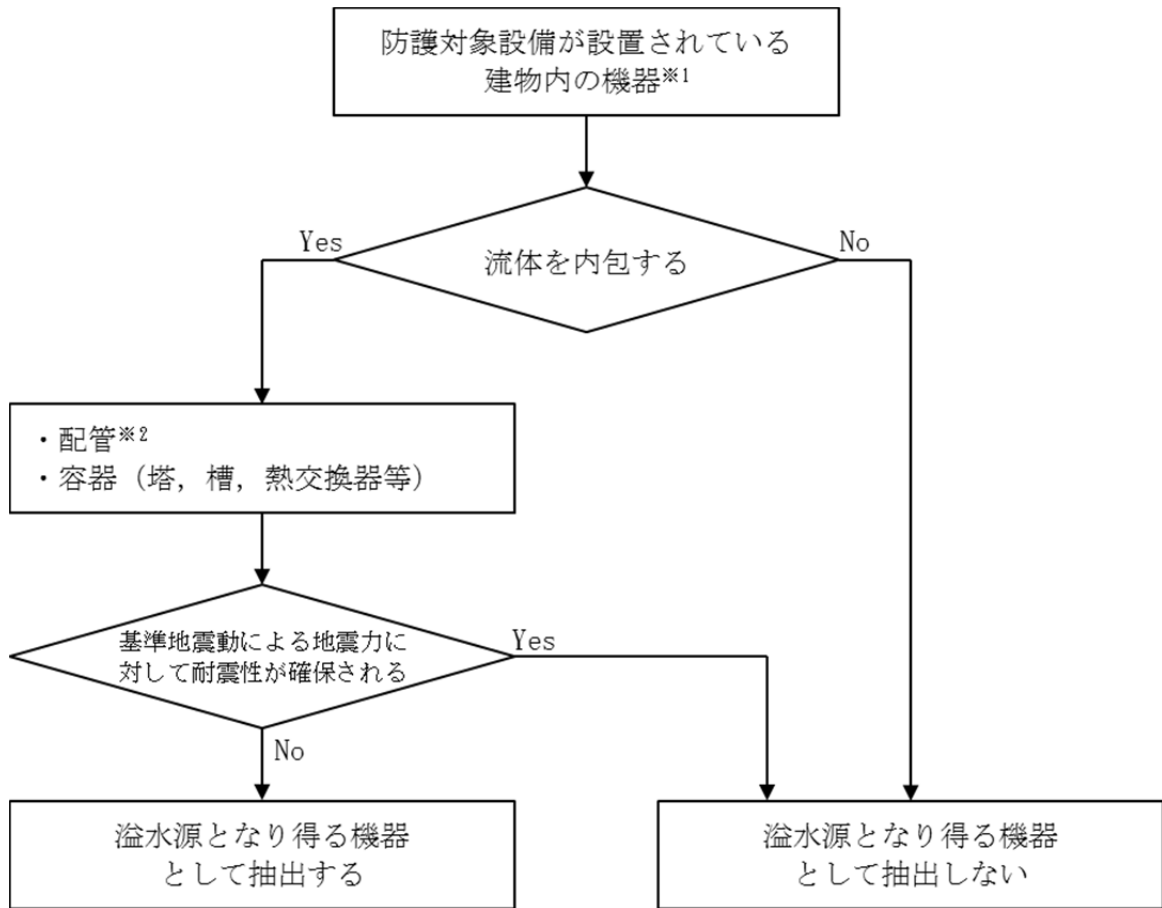 防護対象設備が設置されている
建物内の機器※1
流体を内包する
Yes
No
・配管※2
・容器（塔，槽，熱交換器等）
基準地震動による地震力に
対して耐震性が確保される
Yes
No
溢水源となり得る機器
として抽出する
溢水源となり得る機器
として抽出しない